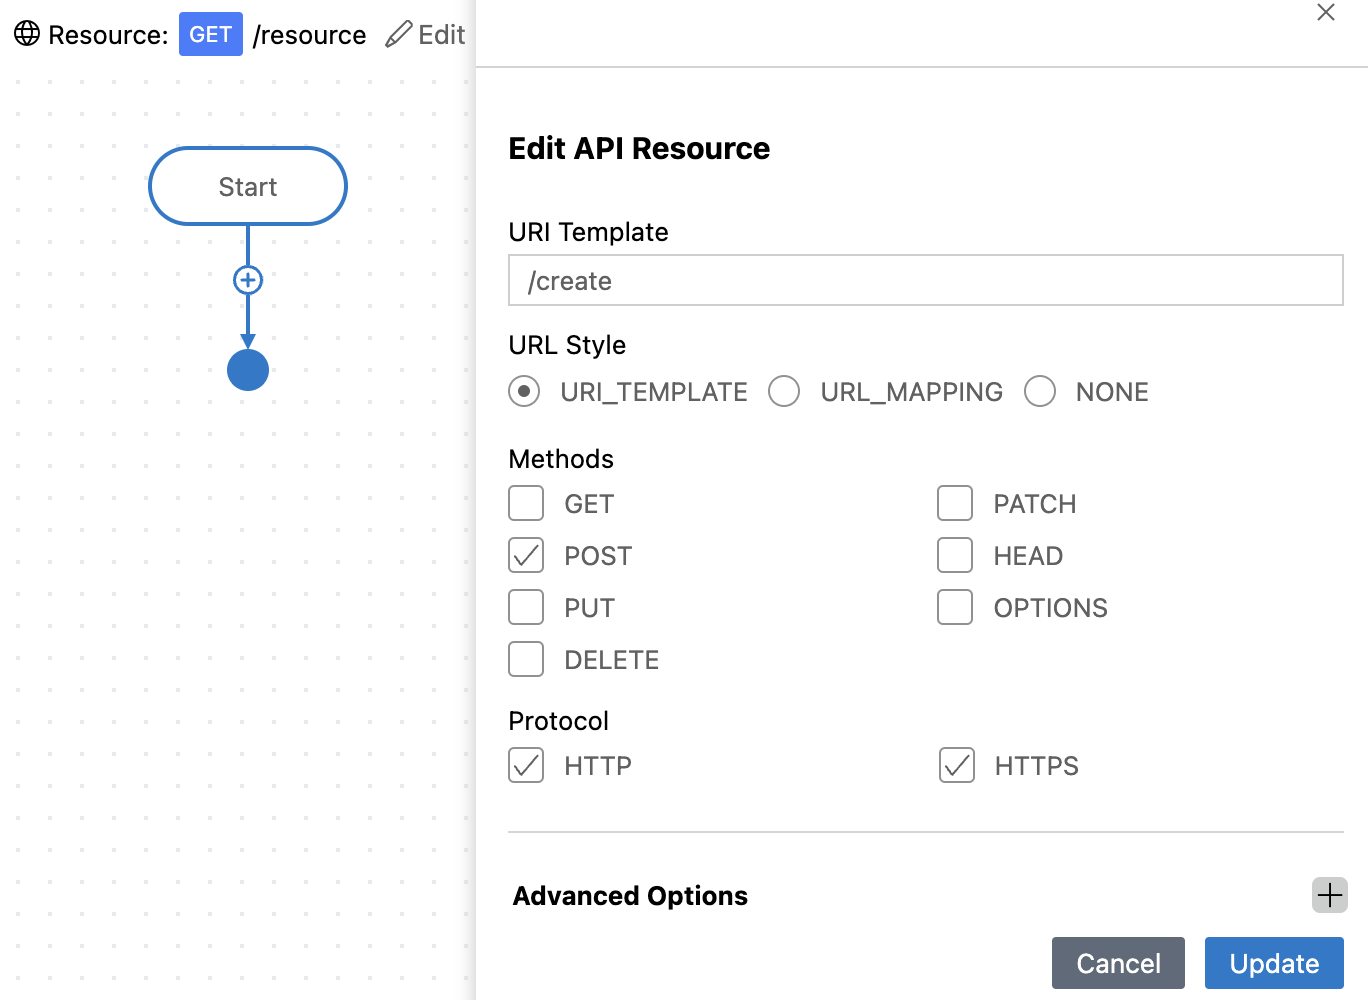 Resource: GET /resource Edit
Start
Edit API Resource
URI Template
/create
URL Style
URI_TEMPLATE URL_MAPPING NONE
Methods
GET PATCH
POST HEAD
PUT OPTIONS
DELETE
Protocol
HTTP HTTPS
Advanced Options
Cancel Update